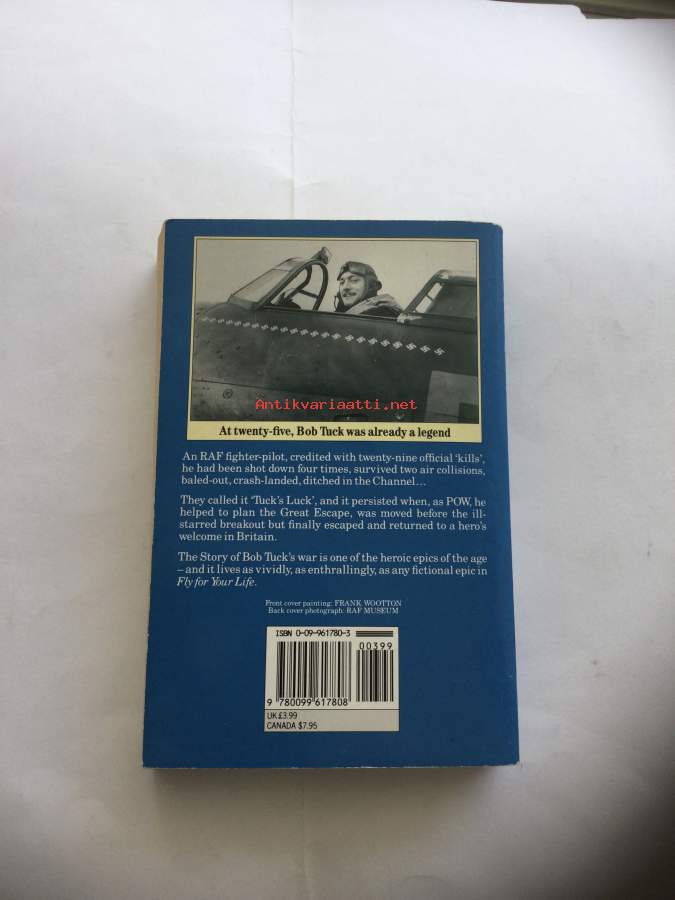 Antikvariaatti.net
At twenty-five, Bob Tuck was already a legend
An RAF fighter-pilot, credited with twenty-nine official ‘kills’,
he had been shot down four times, survived two air collisions,
baled-out, crash-landed, ditched in the Channel...
They called it ‘Tuck’s Luck’, and it persisted when, as POW, he
helped to plan the Great Escape, was moved before the ill-
starred breakout but finally escaped and returned to a hero’s
welcome in Britain.
The Story of Bob Tuck’s war is one of the heroic epics of the age
– and it lives as vividly, as enthrallingly, as any fictional epic in
Fly for Your Life.
Front cover painting: FRANK WOOTTON
Back cover photograph: RAF MUSEUM
ISBN 0-09-961780-3
00399
9 780099 617808
UK £3.99
CANADA $7.95